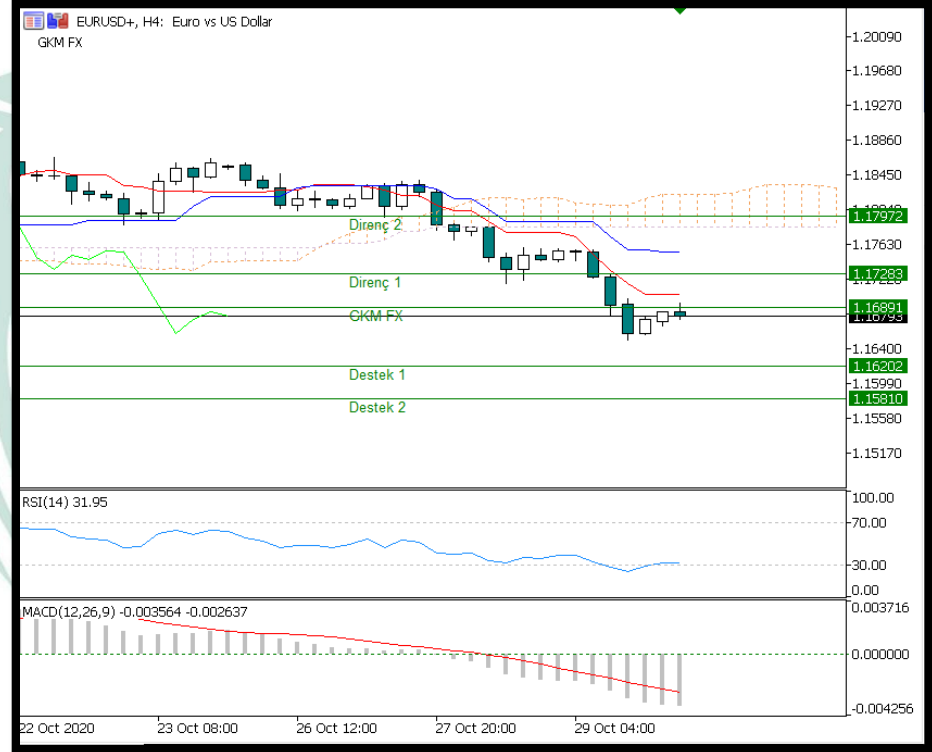 EURUSD+, H4: Euro vs US Dollar
GKM FX
1.20090
1.19680
1.19270
1.18860
1.18450
1.17972
Direnç 2
1.17630
1.17283
Direnç 1
1.16891
GKM FX
1.16793
1.16400
1.16202
Destek 1
1.15990
1.15810
Destek 2
1.15580
1.15170
RSI(14) 31.95
100.00
70.00
30.00
0.00
MACD(12,26,9) -0.003564 -0.002637
0.003716
0.000000
-0.004256
22 Oct 2020
23 Oct 08:00
26 Oct 12:00
27 Oct 20:00
29 Oct 04:00